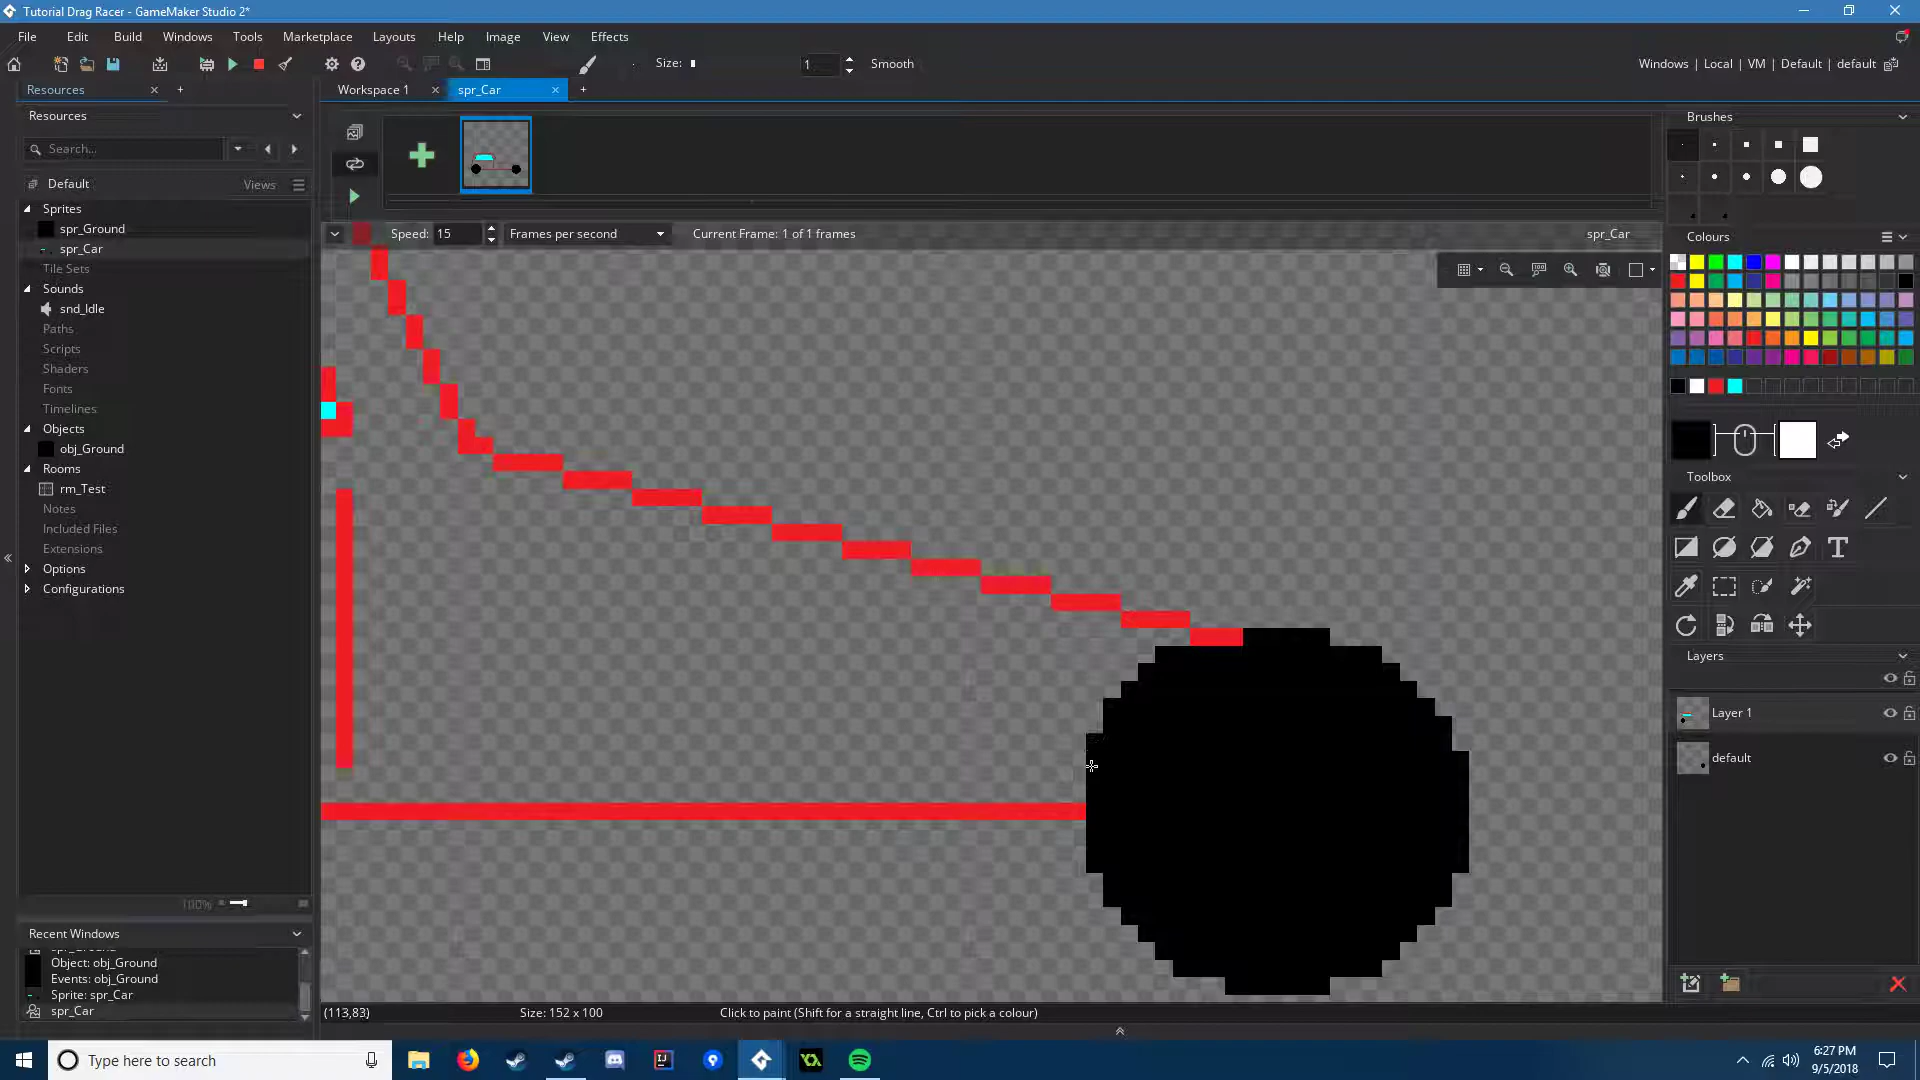 Tutorial Drag Racer - GameMaker Studio 2*
File Edit Build Windows Tools Marketplace Layouts Help Image View Effects
Size: 1 Smooth
Windows | Local | VM | Default | default
Resources
Workspace 1
spr_Car
Resources
Brushes
Search...
Default
Views
Sprites
spr_Ground
spr_Car
Tile Sets
Sounds
snd_Idle
Paths
Scripts
Shaders
Fonts
Timelines
Objects
obj_Ground
Rooms
rm_Test
Notes
Included Files
Extensions
Options
Configurations
100%
Speed: 15 Frames per second Current Frame: 1 of 1 frames spr_Car
Colours
Toolbox
Layers
Layer 1
default
Recent Windows
spr_Ground
Object: obj_Ground
Events: obj_Ground
Sprite: spr_Car
spr_Car
(113,83) Size: 152 x 100 Click to paint (Shift for a straight line, Ctrl to pick a colour)
Type here to search
6:27 PM
9/5/2018